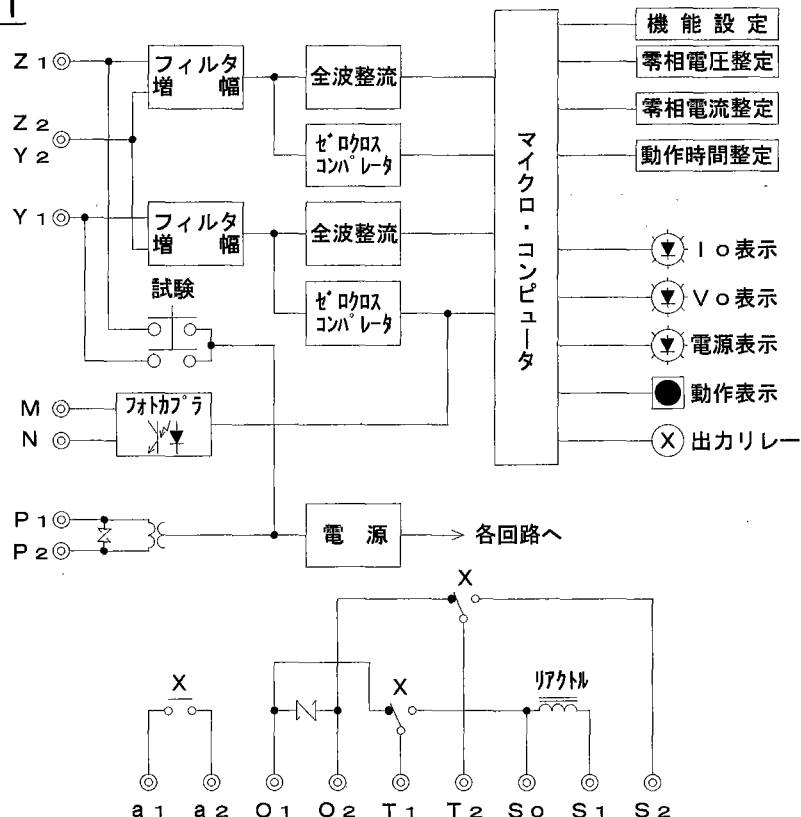 1
Z1
Z2
Y2
Y1
フィルタ
増 幅
全波整流
ゼロクロス
コンパレータ
フィルタ
増 幅
全波整流
ゼロクロス
コンパレータ
試験
M
N
フォトカプラ
P1
P2
電 源
各回路へ
マイクロ・コンピュータ
機能設定
零相電圧整定
零相電流整定
動作時間整定
Io表示
Vo表示
電源表示
動作表示
X
出力リレー
X
X
X
リアクトル
a1
a2
O1
O2
T1
T2
So
S1
S2